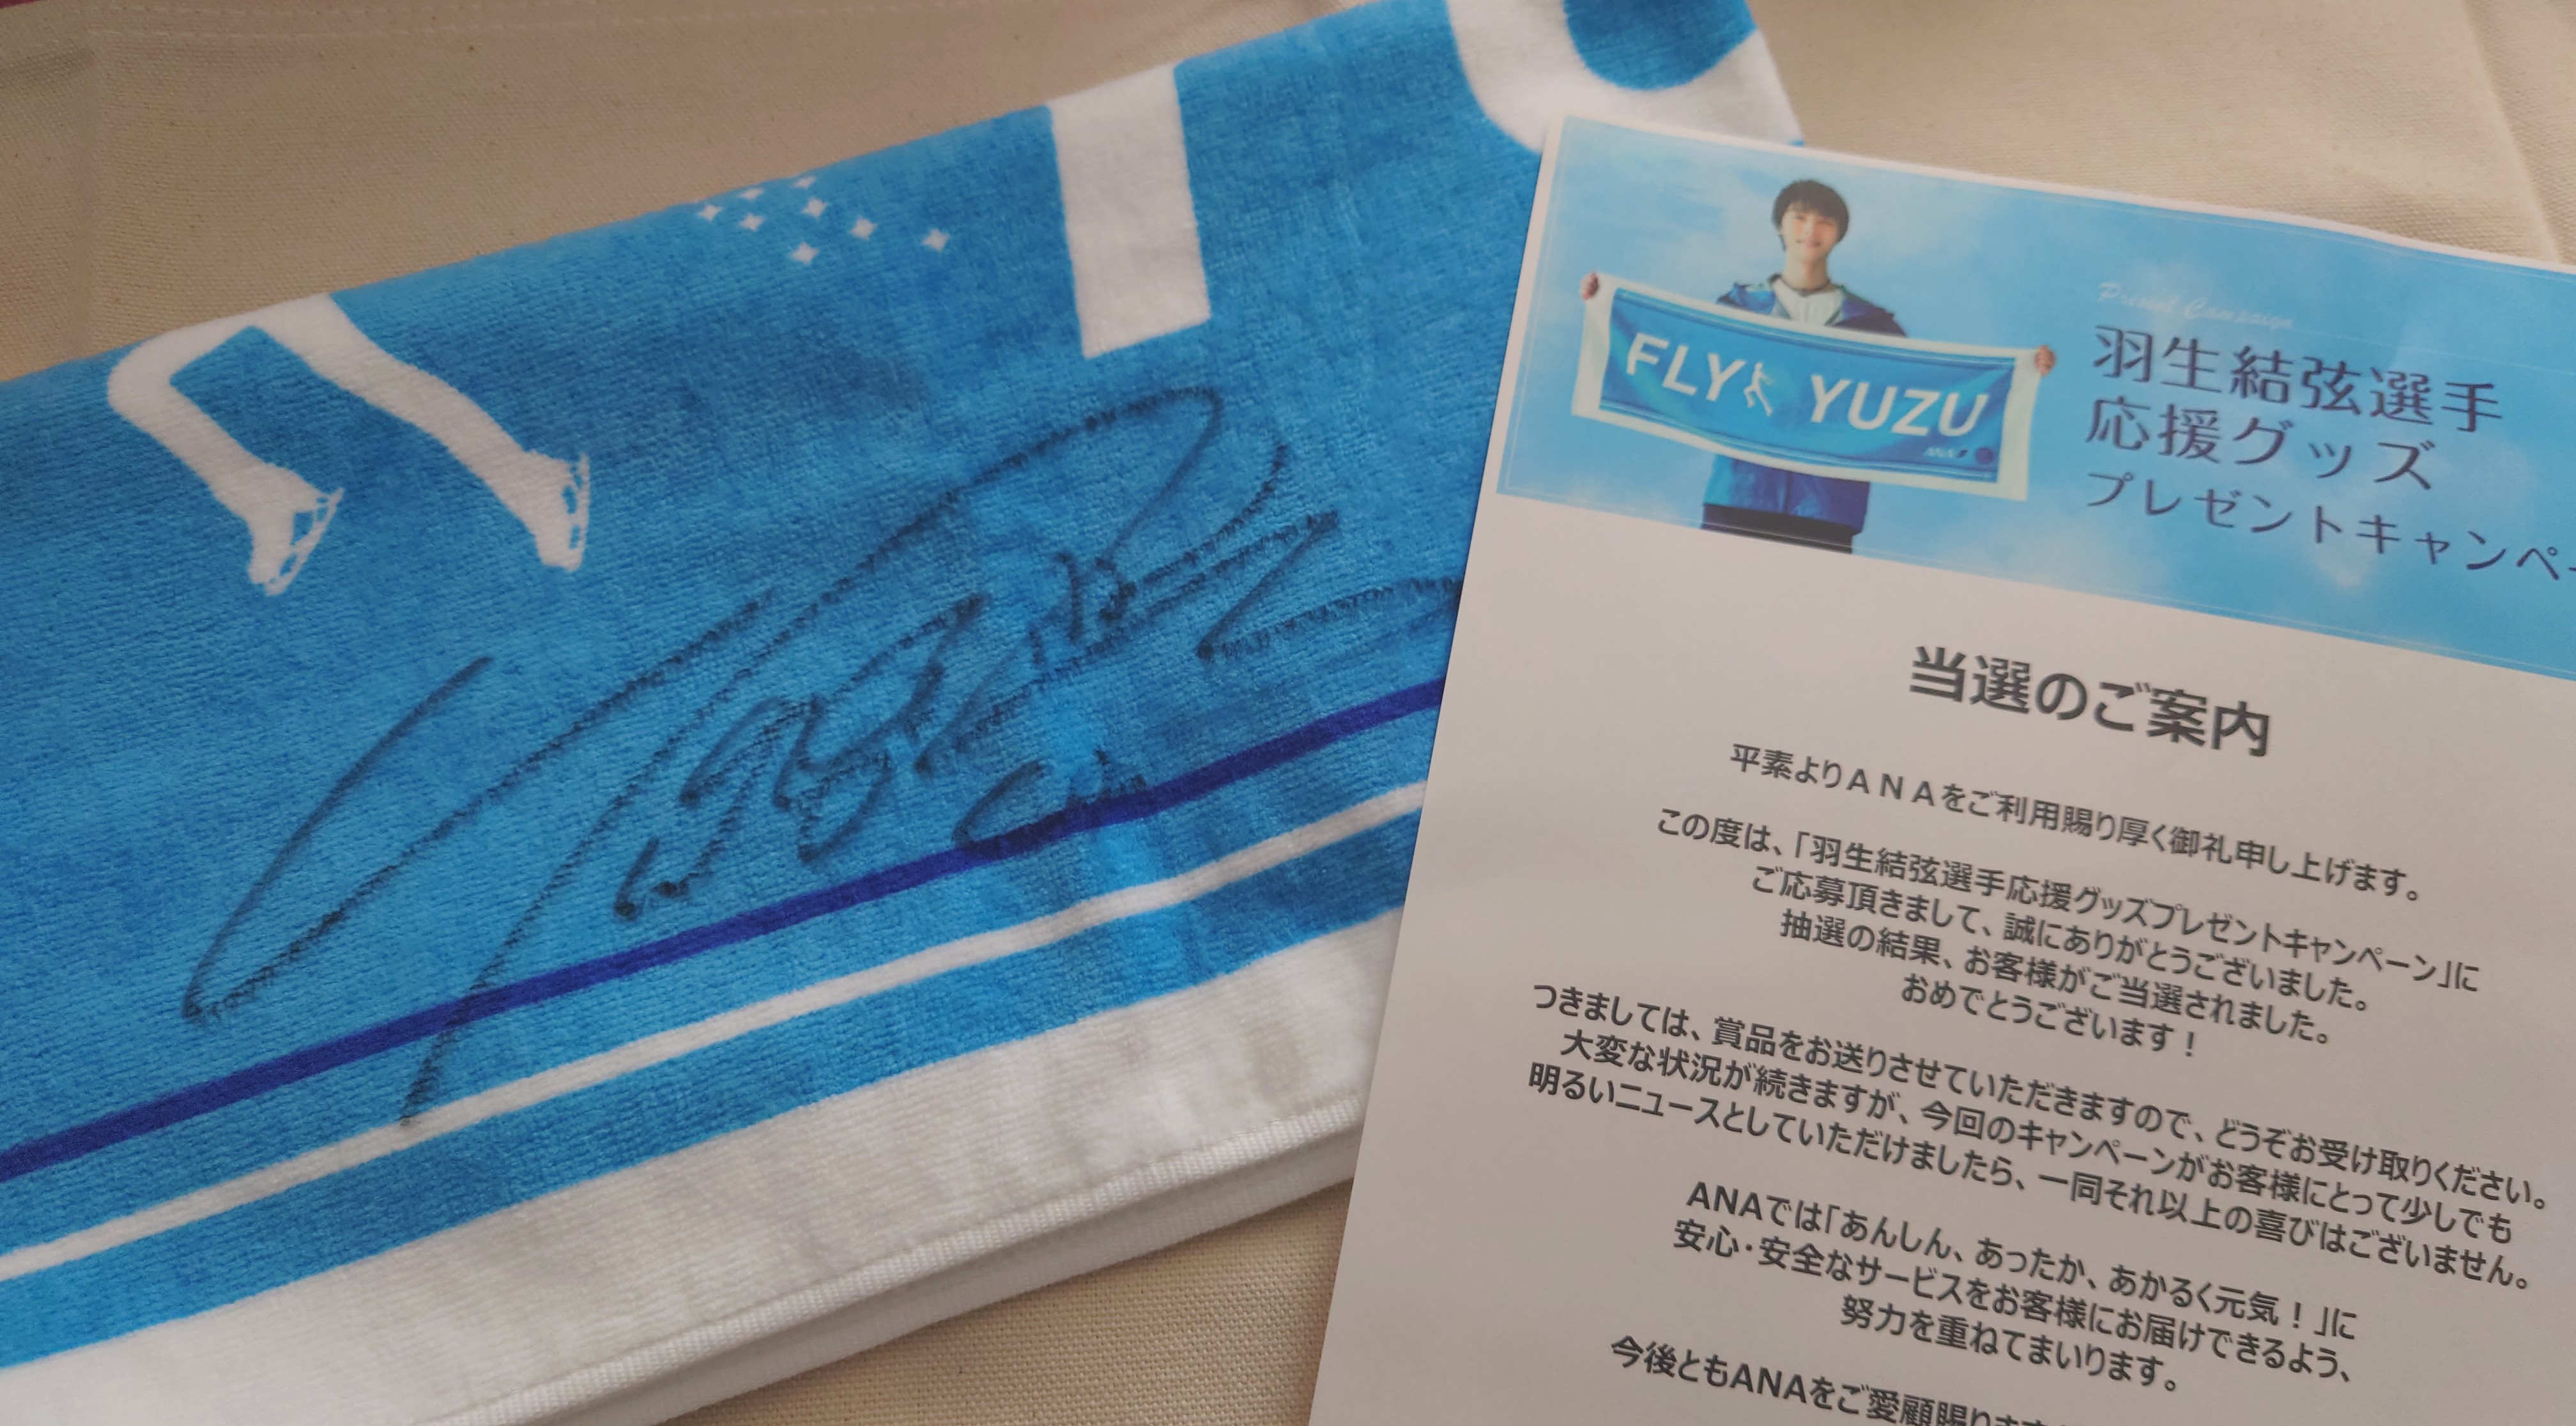 FLY YUZU
ANA
羽生結弦選手
応援グッズ
プレゼントキャンペ
当選のご案内
平素よりＡＮＡをご利用賜り厚く御礼申し上げます。
この度は、「羽生結弦選手応援グッズプレゼントキャンペーン」に
ご応募頂きまして、誠にありがとうございました。
抽選の結果、お客様がご当選されました。
おめでとうございます！
つきましては、賞品をお送りさせていただきますので、どうぞお受け取りください。
大変な状況が続きますが、今回のキャンペーンがお客様にとって少しでも
明るいニュースとしていただけましたら、一同それ以上の喜びはございません。
ANAでは「あんしん、あったか、あかるく元気！」に
安心・安全なサービスをお客様にお届けできるよう、
努力を重ねてまいります。
今後ともANAをご愛顧賜ります